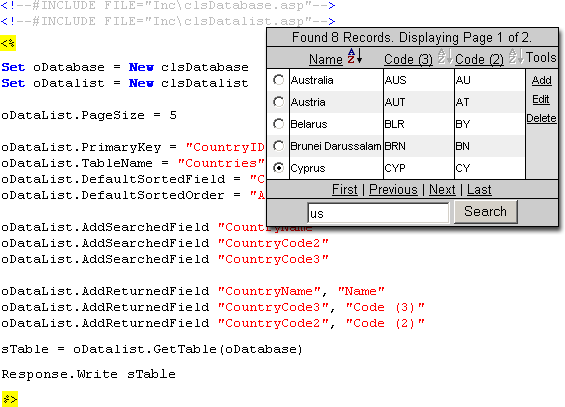 <!--#INCLUDE FILE="Inc\clsDatabase.asp"-->
<!--#INCLUDE FILE="Inc\clsDatalist.asp"-->
<%
Set oDatabase = New clsDatabase
Set oDatalist = New clsDatalist
oDataList.PageSize = 5
oDataList.PrimaryKey = "CountryID
oDataList.TableName = "Countries"
oDataList.DefaultSortedField = "C
oDataList.DefaultSortedOrder = "A
oDataList.AddSearchedField "CountryName"
oDataList.AddSearchedField "CountryCode2"
oDataList.AddSearchedField "CountryCode3"
oDataList.AddReturnedField "CountryName", "Name"
oDataList.AddReturnedField "CountryCode3", "Code (3)"
oDataList.AddReturnedField "CountryCode2", "Code (2)"
sTable = oDatalist.GetTable(oDatabase)
Response.Write sTable
%>
Found 8 Records. Displaying Page 1 of 2.
Name AZ Code (3) AZ Code (2) AZ Tools
Australia AUS AU Add
Austria AUT AT Edit
Belarus BLR BY Delete
Brunei Darussalam BRN BN
Cyprus CYP CY
First | Previous | Next | Last
us Search